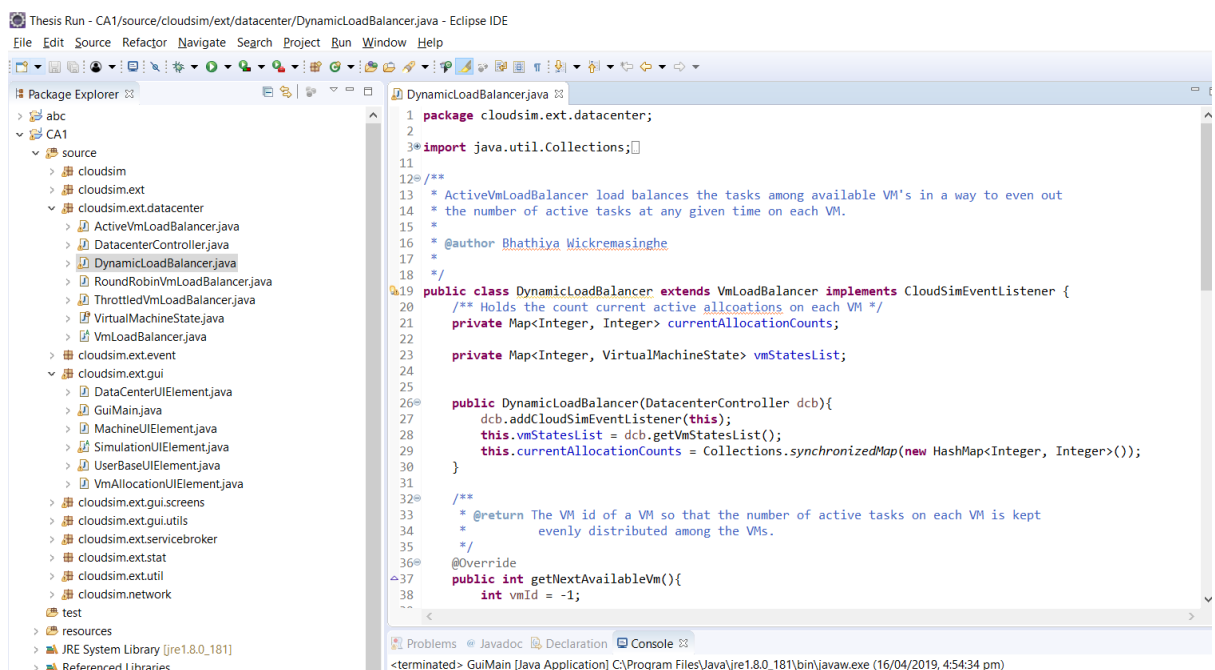 Thesis Run - CA1/source/cloudsim/ext/datacenter/DynamicLoadBalancer.java - Eclipse IDE
File Edit Source Refactor Navigate Search Project Run Window Help
Package Explorer
abc
CA1
source
cloudsim
cloudsim.ext
cloudsim.ext.datacenter
ActiveVmLoadBalancer.java
DatacenterController.java
DynamicLoadBalancer.java
RoundRobinVmLoadBalancer.java
ThrottledVmLoadBalancer.java
VirtualMachineState.java
VmLoadBalancer.java
cloudsim.ext.event
cloudsim.ext.gui
DataCenterUIElement.java
GuiMain.java
MachineUIElement.java
SimulationUIElement.java
UserBaseUIElement.java
VmAllocationUIElement.java
cloudsim.ext.gui.screens
cloudsim.ext.gui.utils
cloudsim.ext.servicebroker
cloudsim.ext.stat
cloudsim.ext.util
cloudsim.network
test
resources
JRE System Library [jre1.8.0_181]
Referenced Libraries
DynamicLoadBalancer.java
1 package cloudsim.ext.datacenter;
2
3 import java.util.Collections;
11
12 /**
13 * ActiveVmLoadBalancer load balances the tasks among available VM's in a way to even out
14 * the number of active tasks at any given time on each VM.
15 *
16 * @author Bhathiya Wickremasinghe
17 *
18 */
19 public class DynamicLoadBalancer extends VmLoadBalancer implements CloudSimEventListener {
20 /** Holds the count current active allcoations on each VM */
21 private Map<Integer, Integer> currentAllocationCounts;
22
23 private Map<Integer, VirtualMachineState> vmStatesList;
24
25
26 public DynamicLoadBalancer(DatacenterController dcb){
27 dcb.addCloudSimEventListener(this);
28 this.vmStatesList = dcb.getVmStatesList();
29 this.currentAllocationCounts = Collections.synchronizedMap(new HashMap<Integer, Integer>());
30 }
31
32 /**
33 * @return The VM id of a VM so that the number of active tasks on each VM is kept
34 * evenly distributed among the VMs.
35 */
36 @Override
37 public int getNextAvailableVm(){
38 int vmId = -1;
Problems Javadoc Declaration Console
<terminated> GuiMain [Java Application] C:\Program Files\Java\jre1.8.0_181\bin\javaw.exe (16/04/2019, 4:54:34 pm)